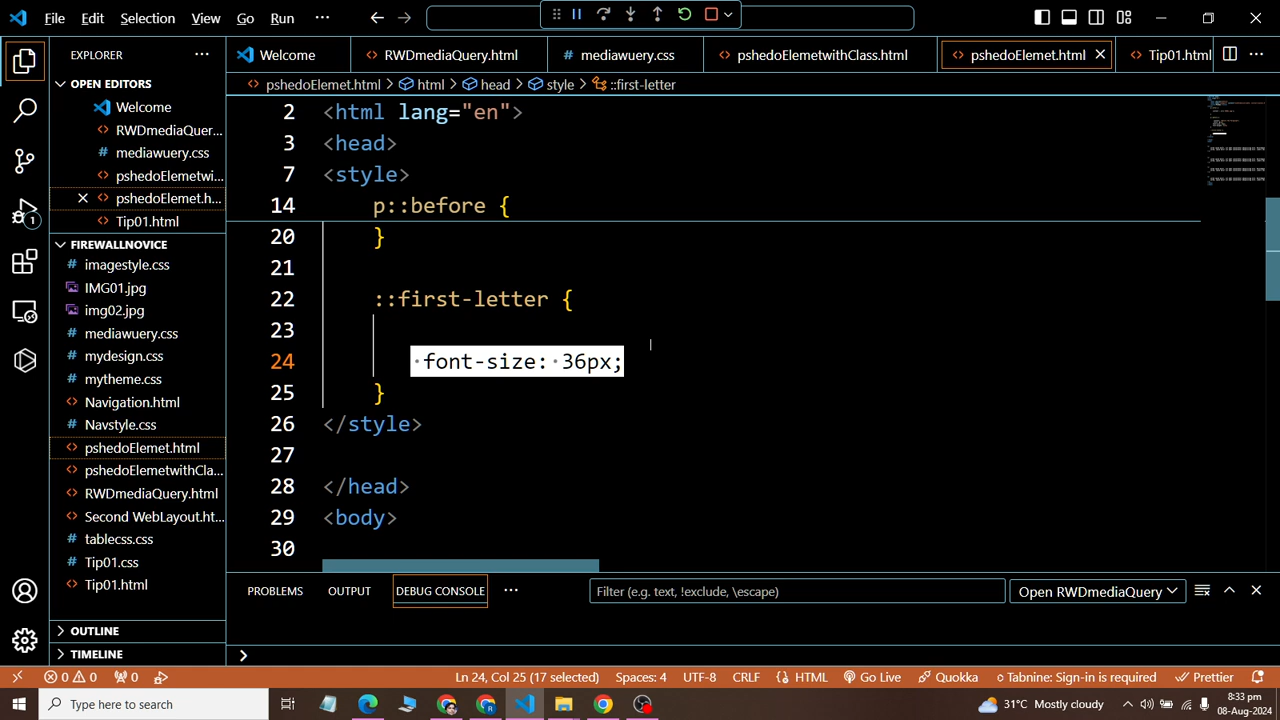 File Edit Selection View Go Run ···
EXPLORER ···
OPEN EDITORS
Welcome
RWDmediaQuer...
mediawuery.css
pshedoElemetwi...
pshedoElemet.h...
Tip01.html
FIREWALLNOVICE
imagestyle.css
IMG01.jpg
img02.jpg
mediawuery.css
mydesign.css
mytheme.css
Navigation.html
Navstyle.css
pshedoElemet.html
pshedoElemetwithCla...
RWDmediaQuery.html
Second WebLayout.ht...
tablecss.css
Tip01.css
Tip01.html
OUTLINE
TIMELINE
Welcome RWDmediaQuery.html mediawuery.css pshedoElemetwithClass.html pshedoElemet.html Tip01.html ···
pshedoElemet.html > html > head > style > ::first-letter
2 <html lang="en">
3 <head>
7 <style>
14 p::before {
20 }
21
22 ::first-letter {
23
24 font-size: 36px;
25 }
26 </style>
27
28 </head>
29 <body>
30
PROBLEMS OUTPUT DEBUG CONSOLE ··· Filter (e.g. text, !exclude, \escape) Open RWDmediaQuery
>
1
0 0 0 Ln 24, Col 25 (17 selected) Spaces: 4 UTF-8 CRLF {} HTML Go Live Quokka Tabnine: Sign-in is required Prettier
Type here to search 31°C Mostly cloudy 8:33 pm
08-Aug-2024